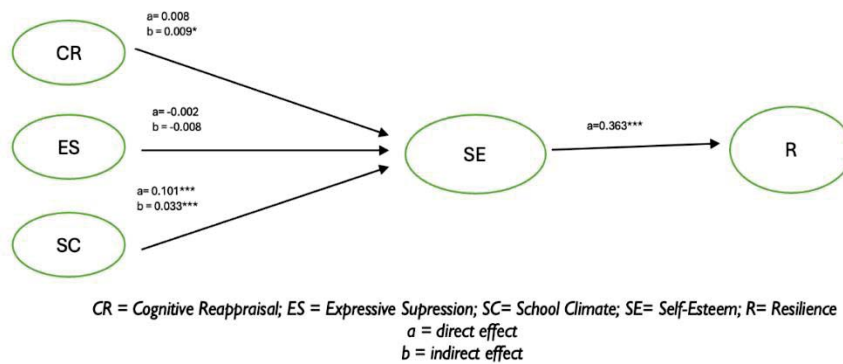 a= 0.008
b = 0.009*
CR
a= -0.002
b = -0.008
ES
SE
a=0.363***
R
a= 0.101***
b = 0.033***
SC
CR = Cognitive Reappraisal; ES = Expressive Supression; SC= School Climate; SE= Self-Esteem; R= Resilience
a = direct effect
b = indirect effect